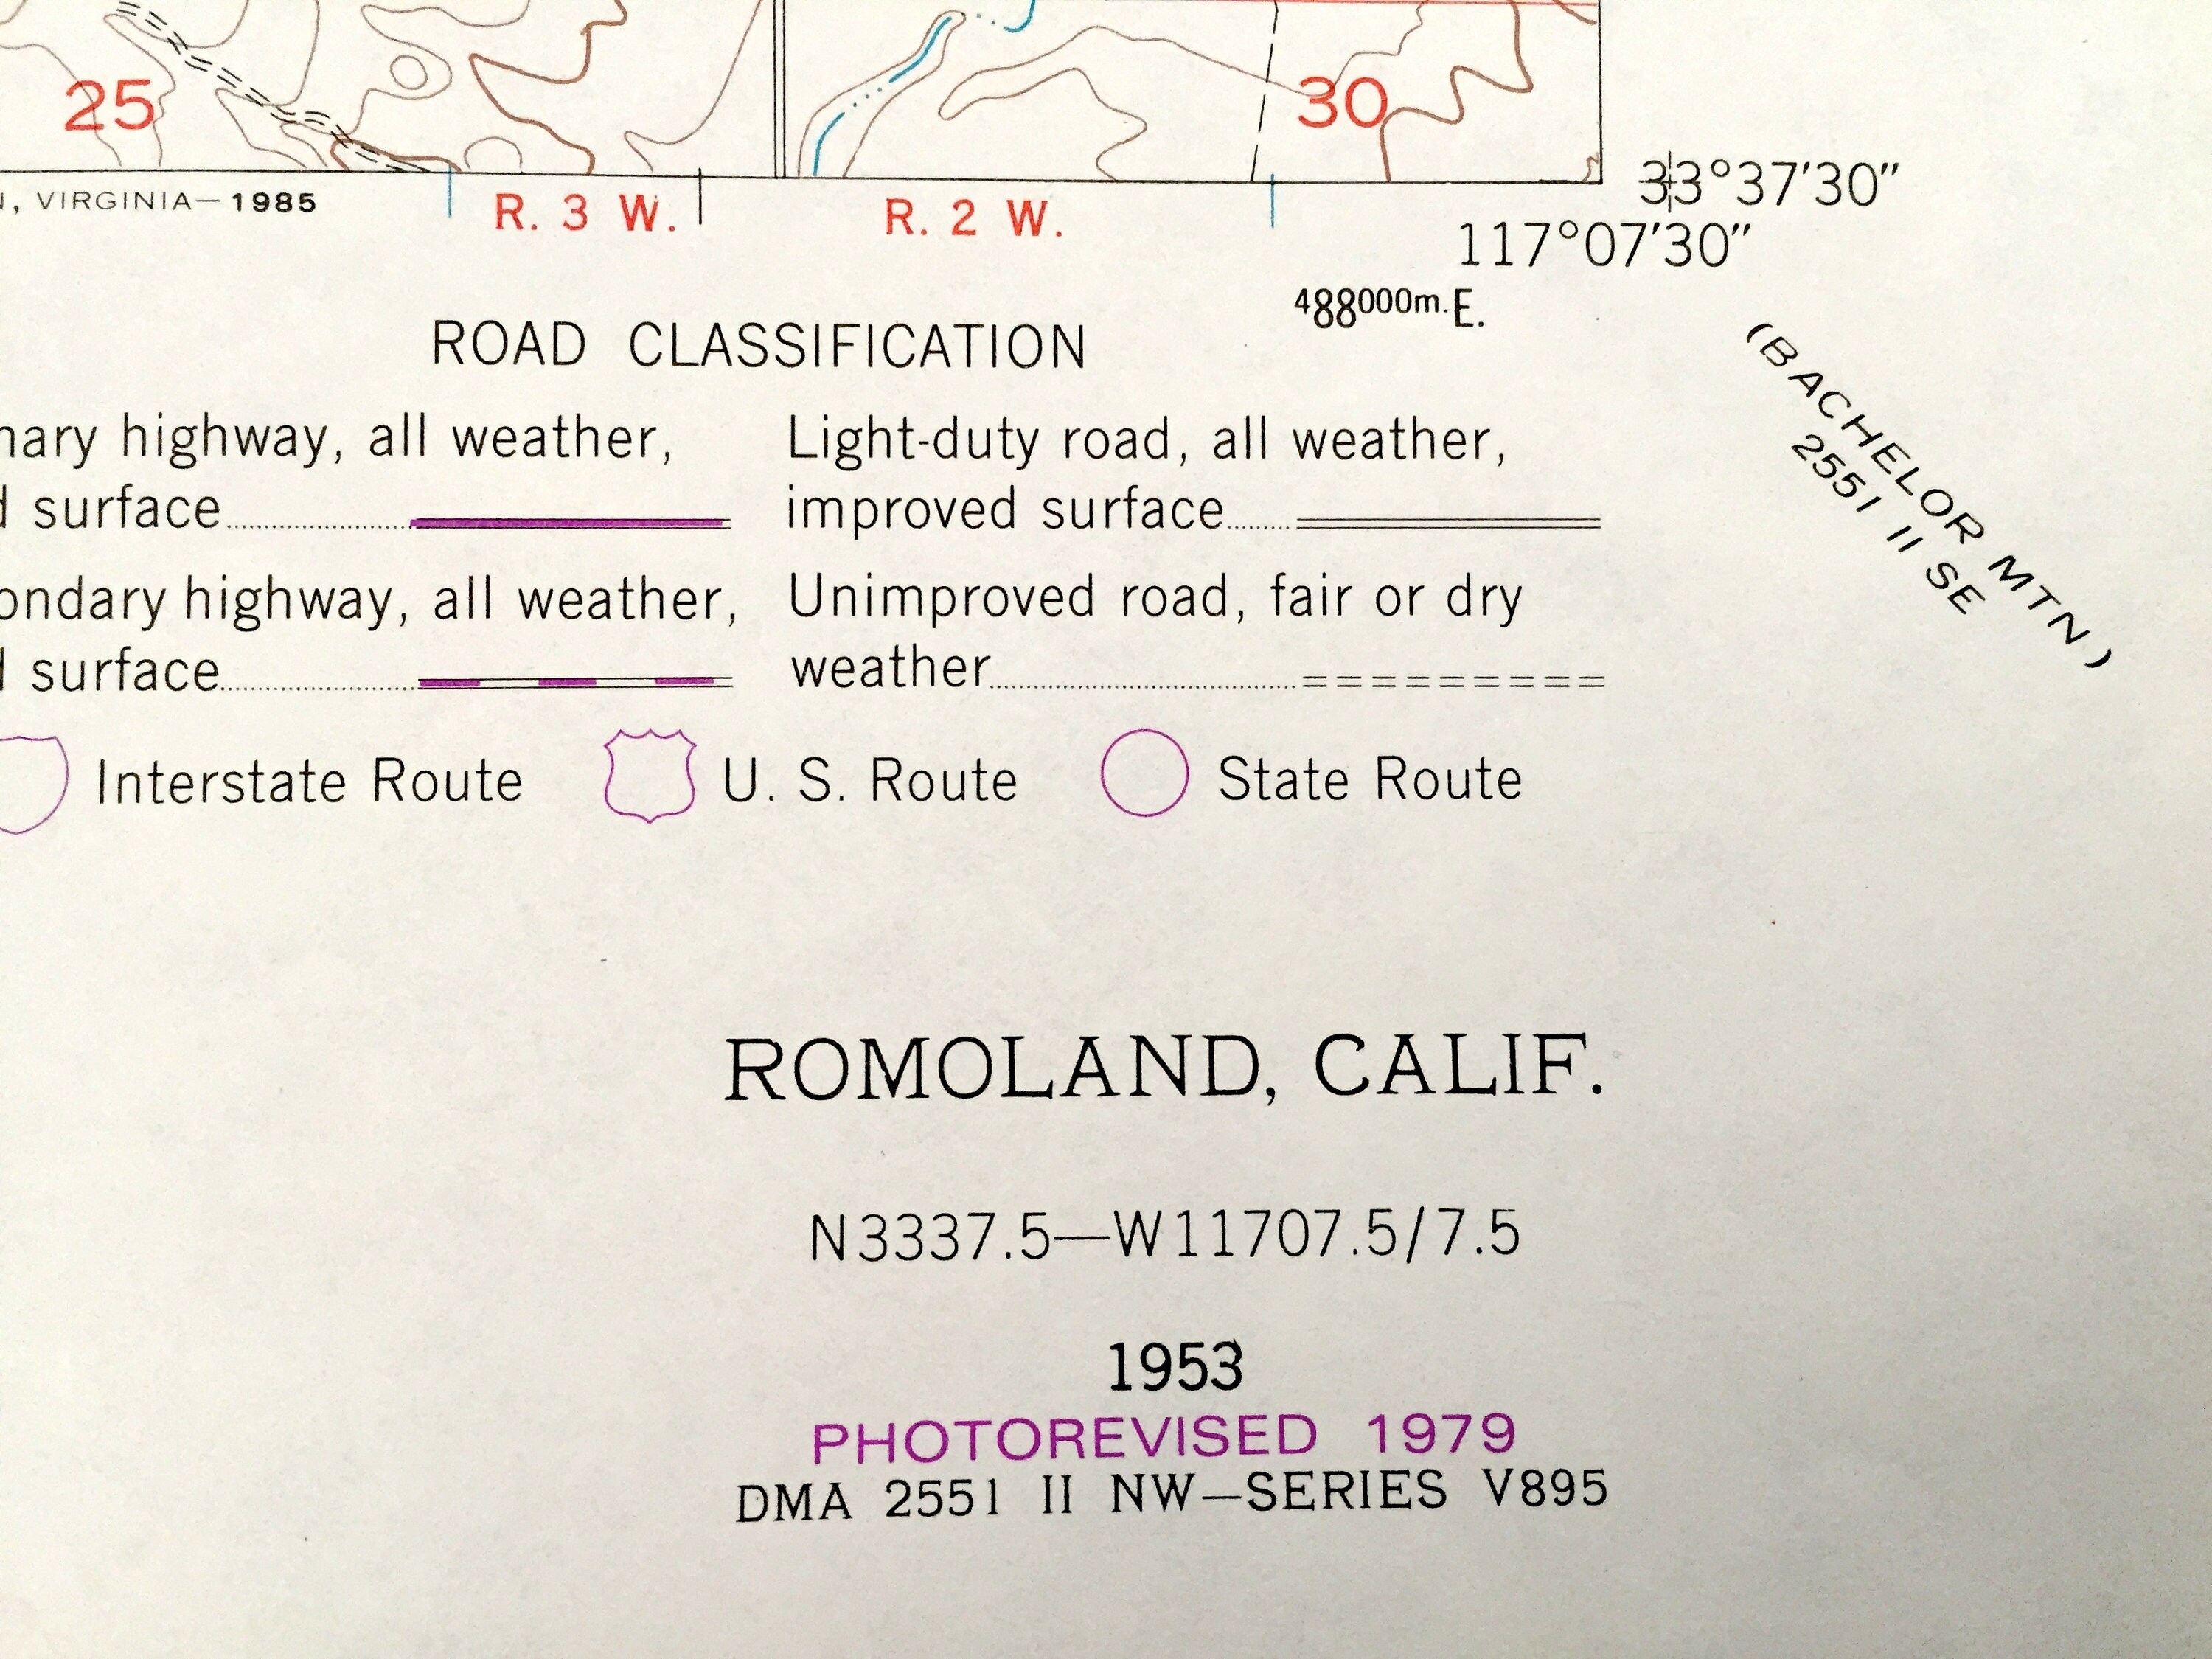 25
30
N, VIRGINIA—1985
R. 3 W.
R. 2 W.
33°37′30″
117°07′30″
488000m.E.
(BACHELOR MTN)
2551 II SE
ROAD CLASSIFICATION
highway, all weather,
surface
ondary highway, all weather,
surface
Light-duty road, all weather,
improved surface
Unimproved road, fair or dry
weather
Interstate Route
U. S. Route
State Route
ROMOLAND, CALIF.
N3337.5—W11707.5/7.5
1953
PHOTOREVISED 1979
DMA 2551 II NW—SERIES V895